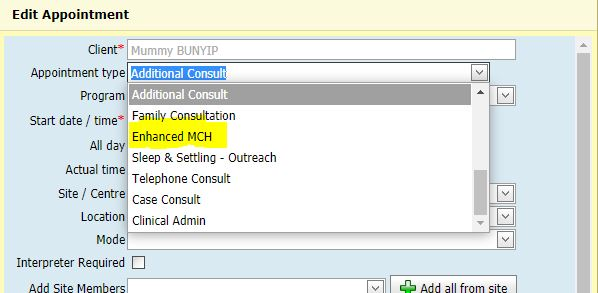 Edit Appointment
Client* Mummy BUNYIP
Appointment type Additional Consult
Program
Additional Consult
Family Consultation
Start date / time*
Enhanced MCH
All day
Sleep & Settling - Outreach
Actual time
Telephone Consult
Site / Centre
Case Consult
Location
Clinical Admin
Mode
Interpreter Required
Add Site Members
Add all from site